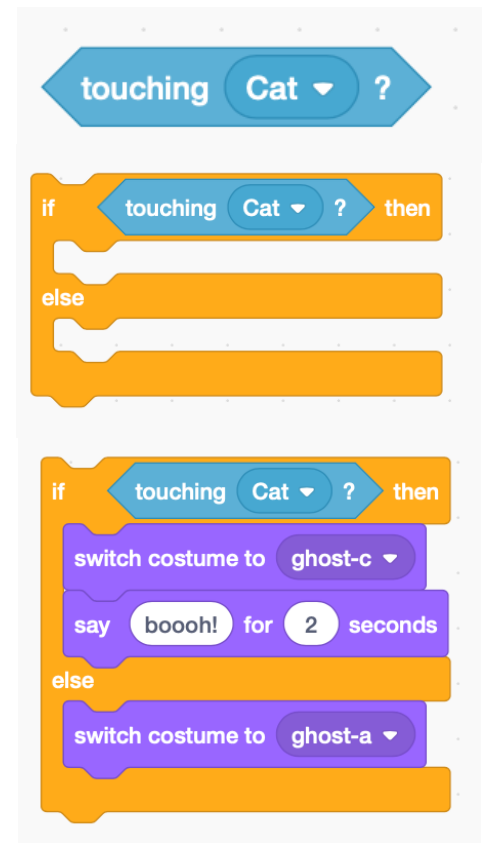 touching Cat ?
if touching Cat ? then
else
if touching Cat ? then
switch costume to ghost-c
say boooh! for 2 seconds
else
switch costume to ghost-a